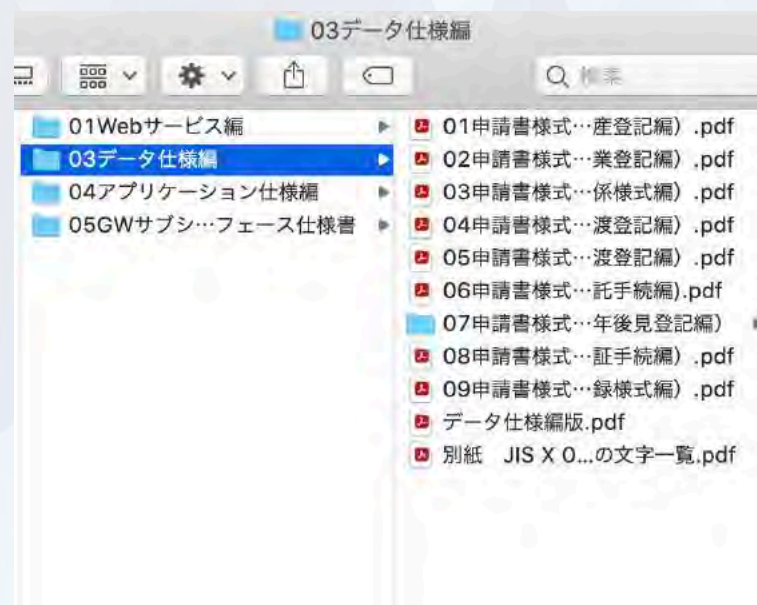 03データ仕様編
検索
01Webサービス編
03データ仕様編
04アプリケーション仕様編
05GWサブシ…フェース仕様書
01申請書様式…産登記編）.pdf
02申請書様式…業登記編）.pdf
03申請書様式…係様式編）.pdf
04申請書様式…渡登記編）.pdf
05申請書様式…渡登記編）.pdf
06申請書様式…託手続編).pdf
07申請書様式…年後見登記編）
08申請書様式…証手続編）.pdf
09申請書様式…録様式編）.pdf
データ仕様編版.pdf
別紙　JIS X 0...の文字一覧.pdf